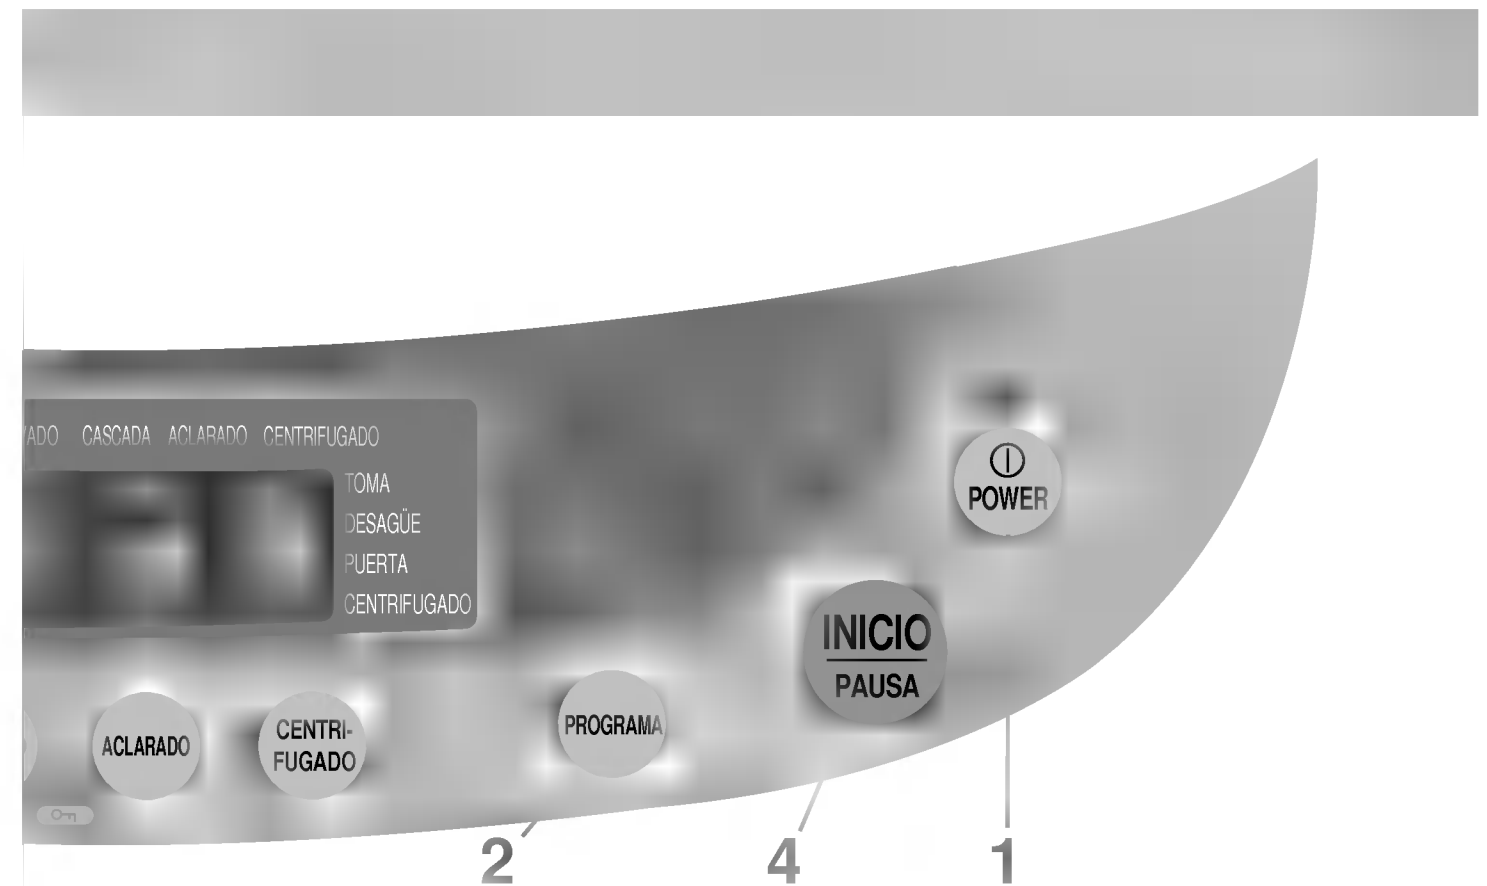 CASCADA ACLARADO CENTRIFUGADO
TOMA
DESAGÜE
PUERTA
CENTRIFUGADO
POWER
INICIO
PAUSA
PROGRAMA
ACLARADO
CENTRI-
FUGADO
2 4 1